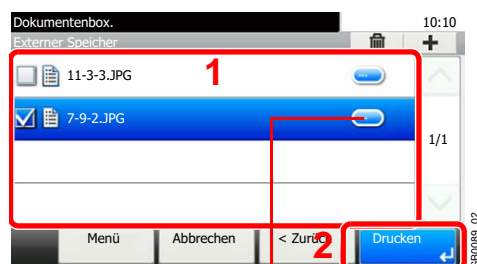 Dokumentenbox. 10:10
Externer Speicher
11-3-3.JPG 1
7-9-2.JPG
1/1
Menü Abbrechen < Zurück 2 Drucken
GB0089_02